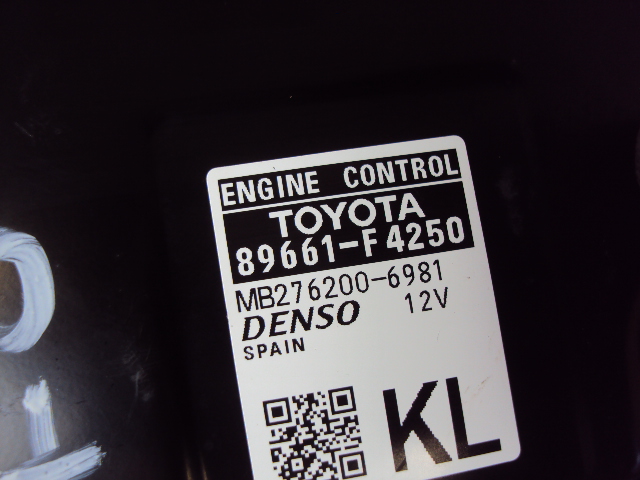 ENGINE CONTROL
TOYOTA
89661-F4250
MB276200-6981
DENSO 12V
SPAIN
KL